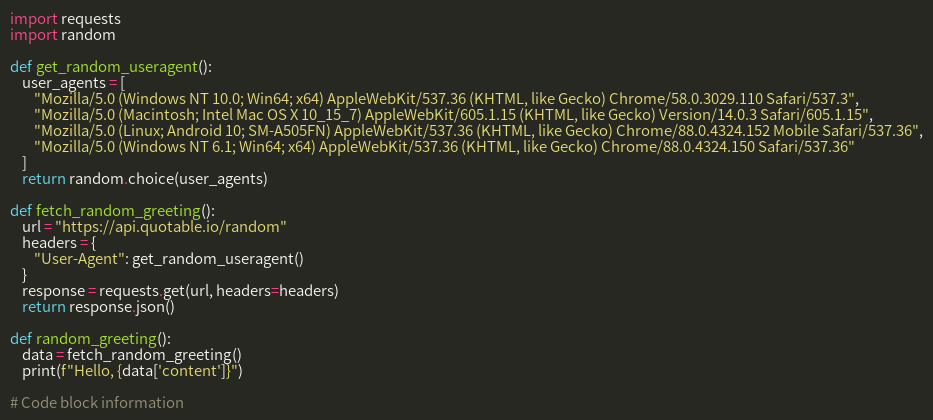 import requests
import random
def get_random_useragent():
user_agents = [
"Mozilla/5.0 (Windows NT 10.0; Win64; x64) AppleWebKit/537.36 (KHTML, like Gecko) Chrome/58.0.3029.110 Safari/537.3",
"Mozilla/5.0 (Macintosh; Intel Mac OS X 10_15_7) AppleWebKit/605.1.15 (KHTML, like Gecko) Version/14.0.3 Safari/605.1.15",
"Mozilla/5.0 (Linux; Android 10; SM-A505FN) AppleWebKit/537.36 (KHTML, like Gecko) Chrome/88.0.4324.152 Mobile Safari/537.36",
"Mozilla/5.0 (Windows NT 6.1; Win64; x64) AppleWebKit/537.36 (KHTML, like Gecko) Chrome/88.0.4324.150 Safari/537.36"
]
return random.choice(user_agents)
def fetch_random_greeting():
url = "https://api.quotable.io/random"
headers = {
"User-Agent": get_random_useragent()
}
response = requests.get(url, headers=headers)
return response.json()
def random_greeting():
data = fetch_random_greeting()
print(f"Hello, {data['content']}")
# Code block information